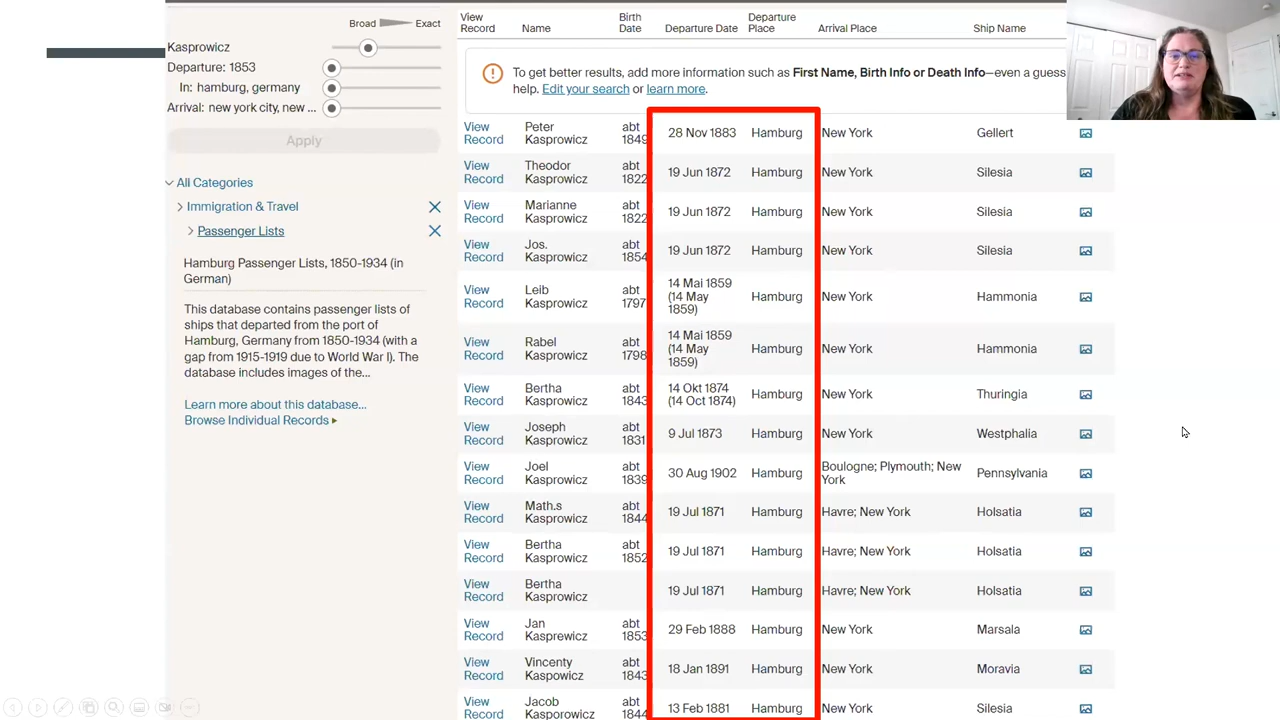 Broad Exact
Kasprowicz
Departure: 1853
In: hamburg, germany
Arrival: new york city, new ...
Apply
All Categories
Immigration & Travel
Passenger Lists
Hamburg Passenger Lists, 1850-1934 (in
German)
This database contains passenger lists of
ships that departed from the port of
Hamburg, Germany from 1850-1934 (with a
gap from 1915-1919 due to World War I). The
database includes images of the...
Learn more about this database...
Browse Individual Records
View Record Name Birth Date Departure Date Departure Place Arrival Place Ship Name
To get better results, add more information such as First Name, Birth Info or Death Info—even a guess
help. Edit your search or learn more.
View Record Peter Kasprowicz abt 1849 28 Nov 1883 Hamburg New York Gellert
View Record Theodor Kasprowicz abt 1822 19 Jun 1872 Hamburg New York Silesia
View Record Marianne Kasprowicz abt 1822 19 Jun 1872 Hamburg New York Silesia
View Record Jos. Kasprowicz abt 1854 19 Jun 1872 Hamburg New York Silesia
View Record Leib Kasprowicz abt 1797 14 Mai 1859 (14 May 1859) Hamburg New York Hammonia
View Record Rabel Kasprowicz abt 1798 14 Mai 1859 (14 May 1859) Hamburg New York Hammonia
View Record Bertha Kasprowicz abt 1843 14 Okt 1874 (14 Oct 1874) Hamburg New York Thuringia
View Record Joseph Kasprowicz abt 1831 9 Jul 1873 Hamburg New York Westphalia
View Record Joel Kasprowicz abt 1839 30 Aug 1902 Hamburg Boulogne; Plymouth; New York Pennsylvania
View Record Math.s Kasprowicz abt 1844 19 Jul 1871 Hamburg Havre; New York Holsatia
View Record Bertha Kasprowicz abt 1852 19 Jul 1871 Hamburg Havre; New York Holsatia
View Record Bertha Kasprowicz 19 Jul 1871 Hamburg Havre; New York Holsatia
View Record Jan Kasprewicz abt 1853 29 Feb 1888 Hamburg New York Marsala
View Record Vincenty Kaspowicz abt 1843 18 Jan 1891 Hamburg New York Moravia
View Record Jacob Kasporowicz abt 1844 13 Feb 1881 Hamburg New York Silesia